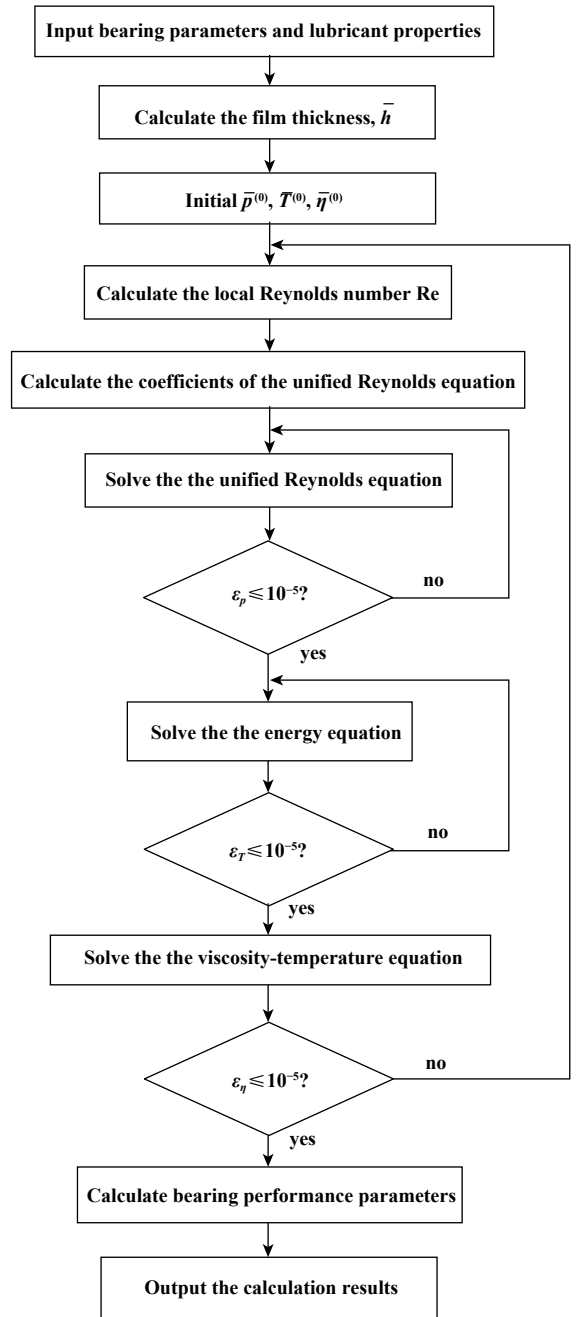 Input bearing parameters and lubricant properties
Calculate the film thickness, h̄
Initial p̄⁽⁰⁾, T̄⁽⁰⁾, η̄⁽⁰⁾
Calculate the local Reynolds number Re
Calculate the coefficients of the unified Reynolds equation
Solve the the unified Reynolds equation
εₚ⩽10⁻⁵?
no
yes
Solve the the energy equation
ε_T⩽10⁻⁵?
no
yes
Solve the the viscosity-temperature equation
ε_η⩽10⁻⁵?
no
yes
Calculate bearing performance parameters
Output the calculation results